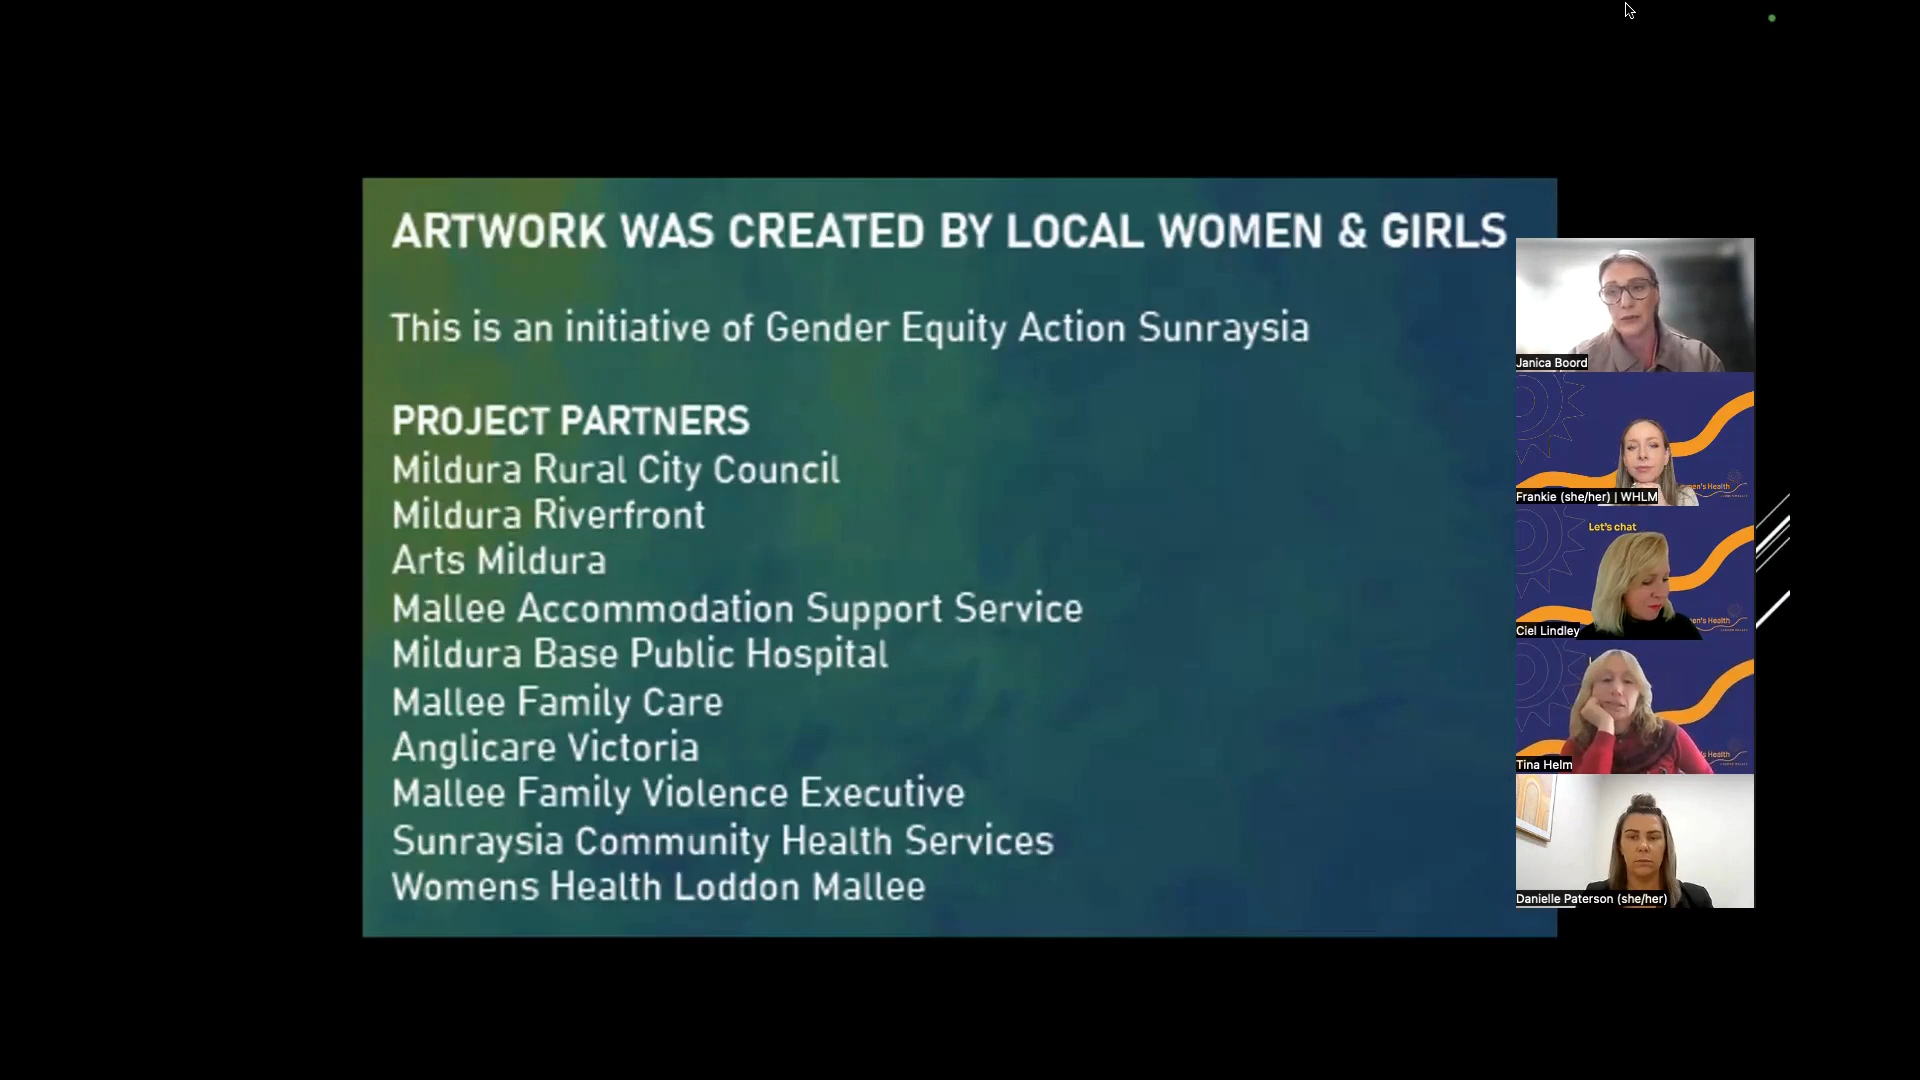 ARTWORK WAS CREATED BY LOCAL WOMEN & GIRLS
This is an initiative of Gender Equity Action Sunraysia
PROJECT PARTNERS
Mildura Rural City Council
Mildura Riverfront
Arts Mildura
Mallee Accommodation Support Service
Mildura Base Public Hospital
Mallee Family Care
Anglicare Victoria
Mallee Family Violence Executive
Sunraysia Community Health Services
Womens Health Loddon Mallee
Janica Boord
Frankie (she/her) | WHLM
Let's chat
Ciel Lindley
Tina Helm
Danielle Paterson (she/her)